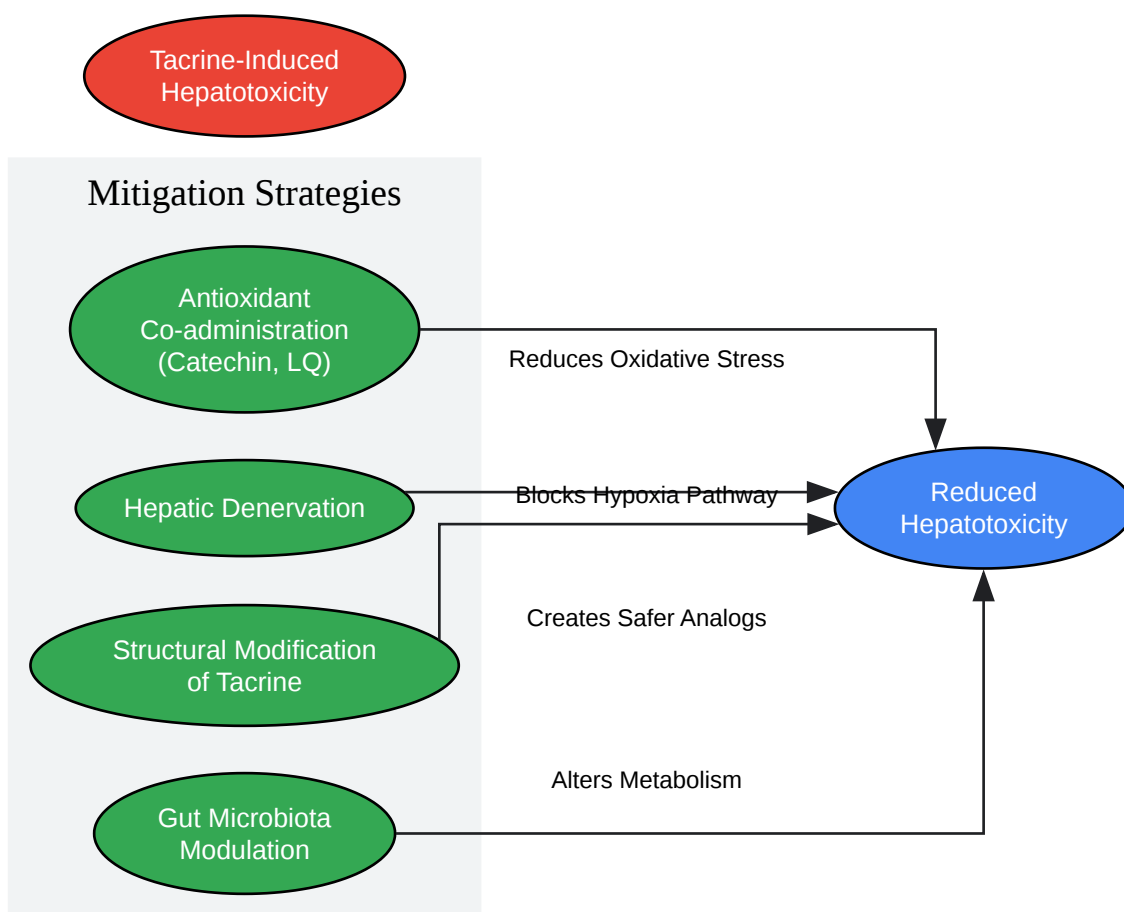 Tacrine-Induced
Hepatotoxicity
Mitigation Strategies
Antioxidant
Co-administration
(Catechin, LQ)
Reduces Oxidative Stress
Hepatic Denervation
Blocks Hypoxia Pathway
Reduced
Hepatotoxicity
Creates Safer Analogs
Structural Modification
of Tacrine
Alters Metabolism
Gut Microbiota
Modulation